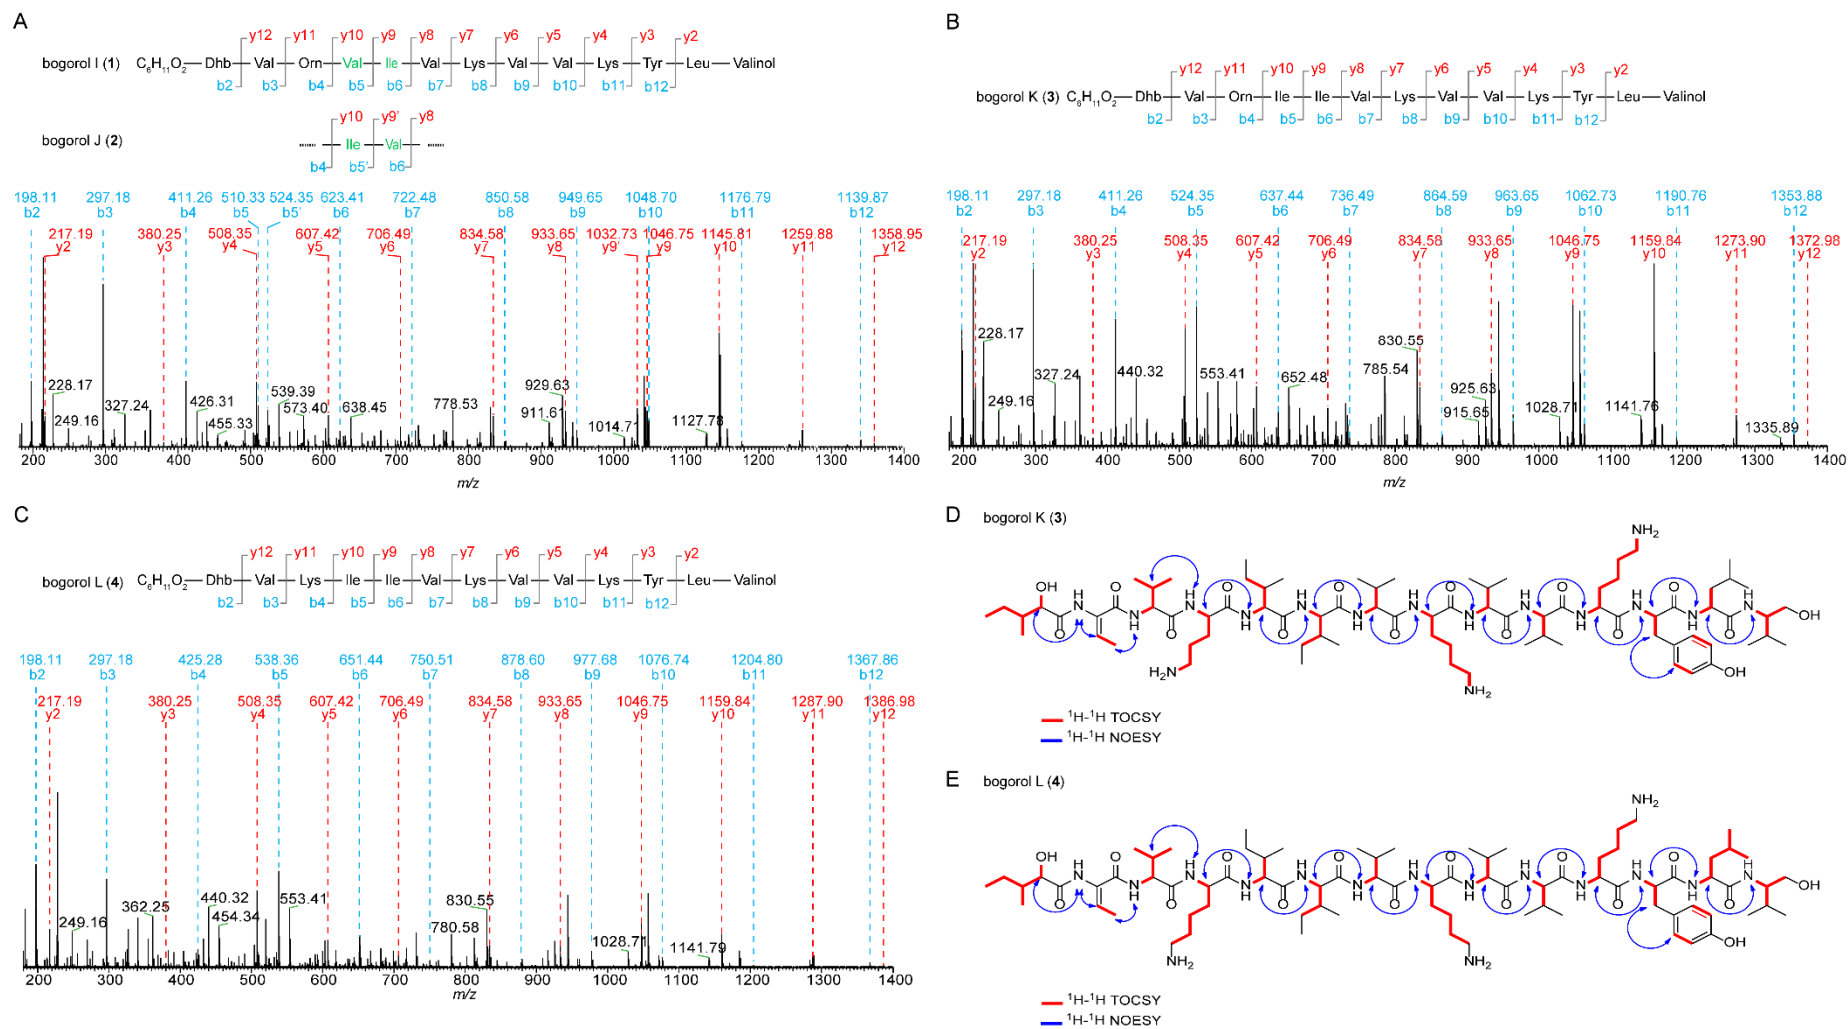 A
y12 y11 y10 y9 y8 y7 y6 y5 y4 y3 y2
bogorol I (1) C6H11O2—Dhb—Val—Orn—Val—Ile—Val—Lys—Val—Val—Lys—Tyr—Leu—Valinol
b2 b3 b4 b5 b6 b7 b8 b9 b10 b11 b12
y10 y9' y8
bogorol J (2) Ile—Val
b4 b5' b6
198.11 297.18 411.26 510.33 524.35 623.41 722.48 850.58 949.65 1048.70 1176.79 1139.87
b2 b3 b4 b5 b5' b6 b7 b8 b9 b10 b11 b12
217.19 380.25 508.35 607.42 706.49 834.58 933.65 1032.73 1046.75 1145.81 1259.88 1358.95
y2 y3 y4 y5 y6 y7 y8 y9' y9 y10 y11 y12
228.17 249.16 327.24 426.31 455.33 539.39 573.40 638.45 778.53 929.63 911.61 1014.71 1127.78
200 300 400 500 600 700 800 900 1000 1100 1200 1300 1400
m/z
B
y12 y11 y10 y9 y8 y7 y6 y5 y4 y3 y2
bogorol K (3) C6H11O2—Dhb—Val—Orn—Ile—Ile—Val—Lys—Val—Val—Lys—Tyr—Leu—Valinol
b2 b3 b4 b5 b6 b7 b8 b9 b10 b11 b12
198.11 297.18 411.26 524.35 637.44 736.49 864.59 963.65 1062.73 1190.76 1353.88
b2 b3 b4 b5 b6 b7 b8 b9 b10 b11 b12
217.19 380.25 508.35 607.42 706.49 834.58 933.65 1046.75 1159.84 1273.90 1372.98
y2 y3 y4 y5 y6 y7 y8 y9 y10 y11 y12
228.17 249.16 327.24 440.32 553.41 652.48 785.54 830.55 925.63 915.65 1028.71 1141.76 1335.89
200 300 400 500 600 700 800 900 1000 1100 1200 1300 1400
m/z
C
y12 y11 y10 y9 y8 y7 y6 y5 y4 y3 y2
bogorol L (4) C6H11O2—Dhb—Val—Lys—Ile—Ile—Val—Lys—Val—Val—Lys—Tyr—Leu—Valinol
b2 b3 b4 b5 b6 b7 b8 b9 b10 b11 b12
198.11 297.18 425.28 538.36 651.44 750.51 878.60 977.68 1076.74 1204.80 1367.86
b2 b3 b4 b5 b6 b7 b8 b9 b10 b11 b12
217.19 380.25 508.35 607.42 706.49 834.58 933.65 1046.75 1159.84 1287.90 1386.98
y2 y3 y4 y5 y6 y7 y8 y9 y10 y11 y12
249.16 362.25 440.32 454.34 553.41 780.58 830.55 1028.71 1141.79
200 300 400 500 600 700 800 900 1000 1100 1200 1300 1400
m/z
D bogorol K (3)
NH2
OH H N O H N O H N O H N O H N O H N O H N OH
O N H O N H O N H O N H O N H O N H O
H2N NH2 OH
1H-1H TOCSY
1H-1H NOESY
E bogorol L (4)
NH2
OH H N O H N O H N O H N O H N O H N O H N OH
O N H O N H O N H O N H O N H O N H O
NH2 NH2 OH
1H-1H TOCSY
1H-1H NOESY